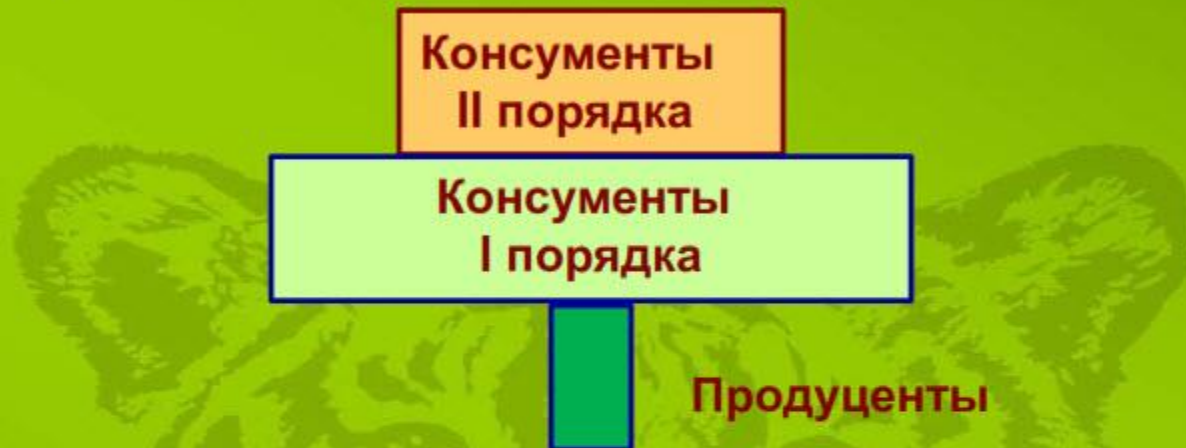 Консументы
II порядка
Консументы
I порядка
Продуценты